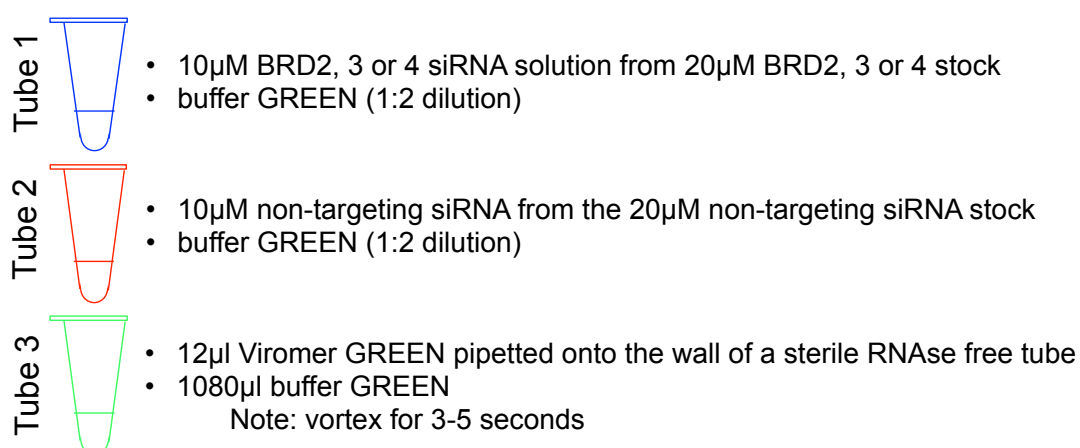 Tube 1
• 10µM BRD2, 3 or 4 siRNA solution from 20µM BRD2, 3 or 4 stock
• buffer GREEN (1:2 dilution)
Tube 2
• 10µM non-targeting siRNA from the 20µM non-targeting siRNA stock
• buffer GREEN (1:2 dilution)
Tube 3
• 12µl Viromer GREEN pipetted onto the wall of a sterile RNAse free tube
• 1080µl buffer GREEN
Note: vortex for 3-5 seconds